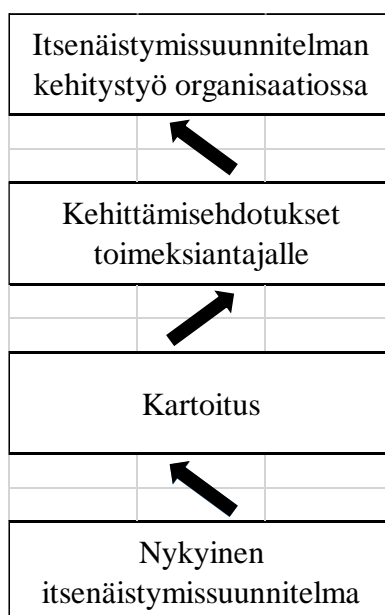 Itsenäistymissuunnitelman
kehitystyö organisaatiossa
Kehittämisehdotukset
toimeksiantajalle
Kartoitus
Nykyinen
itsenäistymissuunnitelma